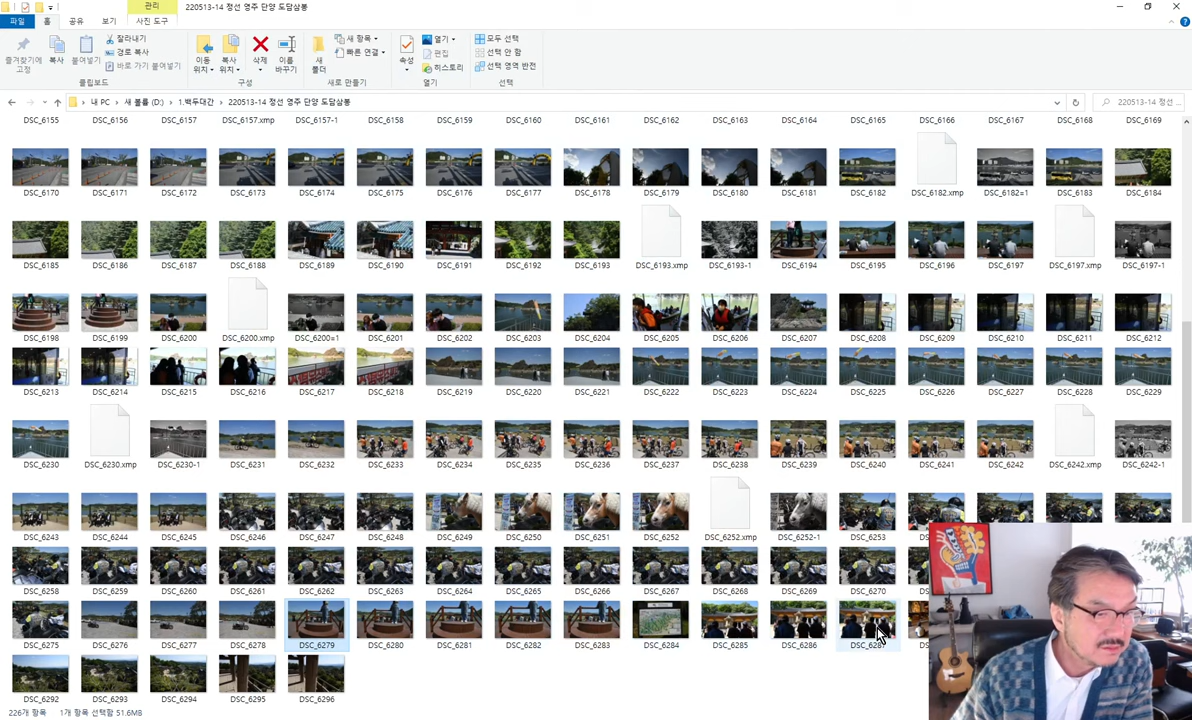 관리
220513-14 정선 영주 단양 도담삼봉
파일 홈 공유 보기 사진 도구
즐겨찾기에 고정
복사
붙여넣기
잘라내기
경로 복사
바로 가기 붙여넣기
클립보드
이동 위치
복사 위치
삭제
이름 바꾸기
구성
새 폴더
새 항목
빠른 연결
새로 만들기
속성
열기
편집
히스토리
열기
모두 선택
선택 안 함
선택 영역 반전
선택
내 PC > 새 볼륨 (D:) > 1.백두대간 > 220513-14 정선 영주 단양 도담삼봉
220513-14 정선 ...
DSC_6155 DSC_6156 DSC_6157 DSC_6157.xmp DSC_6157-1 DSC_6158 DSC_6159 DSC_6160 DSC_6161 DSC_6162 DSC_6163 DSC_6164 DSC_6165 DSC_6166 DSC_6167 DSC_6168 DSC_6169
DSC_6170 DSC_6171 DSC_6172 DSC_6173 DSC_6174 DSC_6175 DSC_6176 DSC_6177 DSC_6178 DSC_6179 DSC_6180 DSC_6181 DSC_6182 DSC_6182.xmp DSC_6182=1 DSC_6183 DSC_6184
DSC_6185 DSC_6186 DSC_6187 DSC_6188 DSC_6189 DSC_6190 DSC_6191 DSC_6192 DSC_6193 DSC_6193.xmp DSC_6193-1 DSC_6194 DSC_6195 DSC_6196 DSC_6197 DSC_6197.xmp DSC_6197-1
DSC_6198 DSC_6199 DSC_6200 DSC_6200.xmp DSC_6200=1 DSC_6201 DSC_6202 DSC_6203 DSC_6204 DSC_6205 DSC_6206 DSC_6207 DSC_6208 DSC_6209 DSC_6210 DSC_6211 DSC_6212
DSC_6213 DSC_6214 DSC_6215 DSC_6216 DSC_6217 DSC_6218 DSC_6219 DSC_6220 DSC_6221 DSC_6222 DSC_6223 DSC_6224 DSC_6225 DSC_6226 DSC_6227 DSC_6228 DSC_6229
DSC_6230 DSC_6230.xmp DSC_6230-1 DSC_6231 DSC_6232 DSC_6233 DSC_6234 DSC_6235 DSC_6236 DSC_6237 DSC_6238 DSC_6239 DSC_6240 DSC_6241 DSC_6242 DSC_6242.xmp DSC_6242-1
DSC_6243 DSC_6244 DSC_6245 DSC_6246 DSC_6247 DSC_6248 DSC_6249 DSC_6250 DSC_6251 DSC_6252 DSC_6252.xmp DSC_6252-1 DSC_6253
DSC_6258 DSC_6259 DSC_6260 DSC_6261 DSC_6262 DSC_6263 DSC_6264 DSC_6265 DSC_6266 DSC_6267 DSC_6268 DSC_6269 DSC_6270
DSC_6275 DSC_6276 DSC_6277 DSC_6278 DSC_6279 DSC_6280 DSC_6281 DSC_6282 DSC_6283 DSC_6284 DSC_6285 DSC_6286
DSC_6292 DSC_6293 DSC_6294 DSC_6295 DSC_6296
226개 항목 1개 항목 선택함 51.6MB